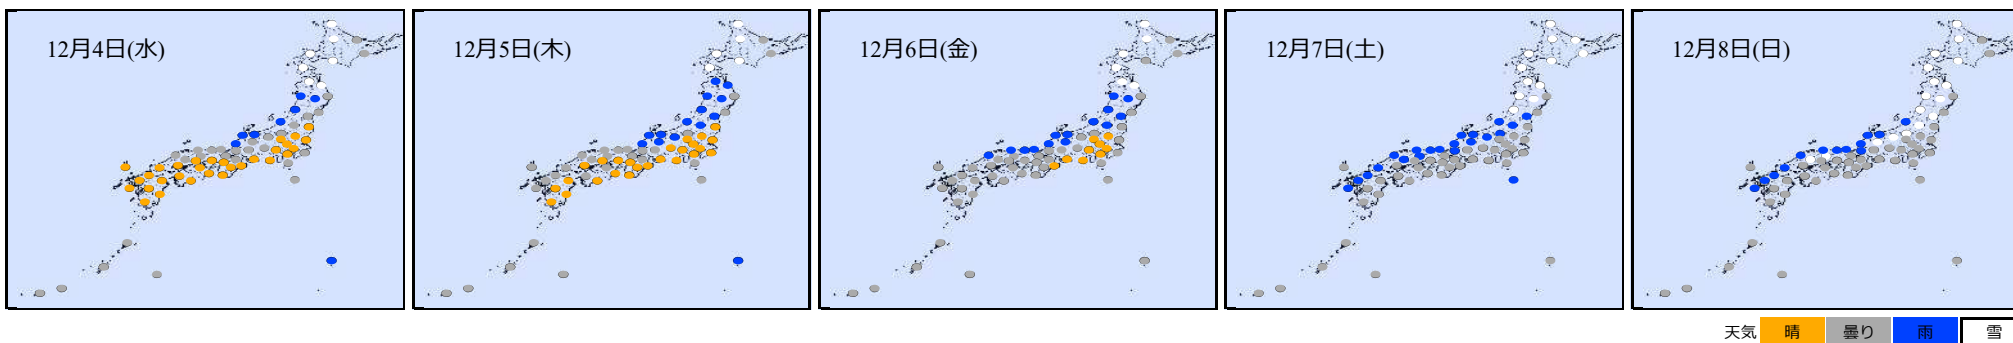 12月4日(水)
12月5日(木)
12月6日(金)
12月7日(土)
12月8日(日)
天気 晴 曇り 雨 雪